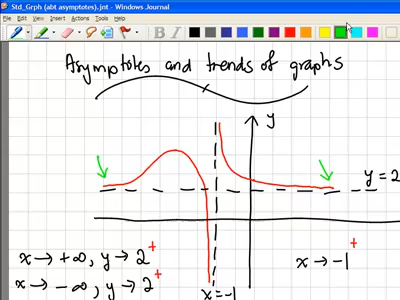 Std_Grph (abt asymptotes).jnt - Windows Journal
File Edit View Insert Actions Tools Help
Asymptotes and trends of graphs
y
y = 2
x → +∞, y → 2⁺
x → -∞, y → 2⁺
x → -1⁺
x = -1